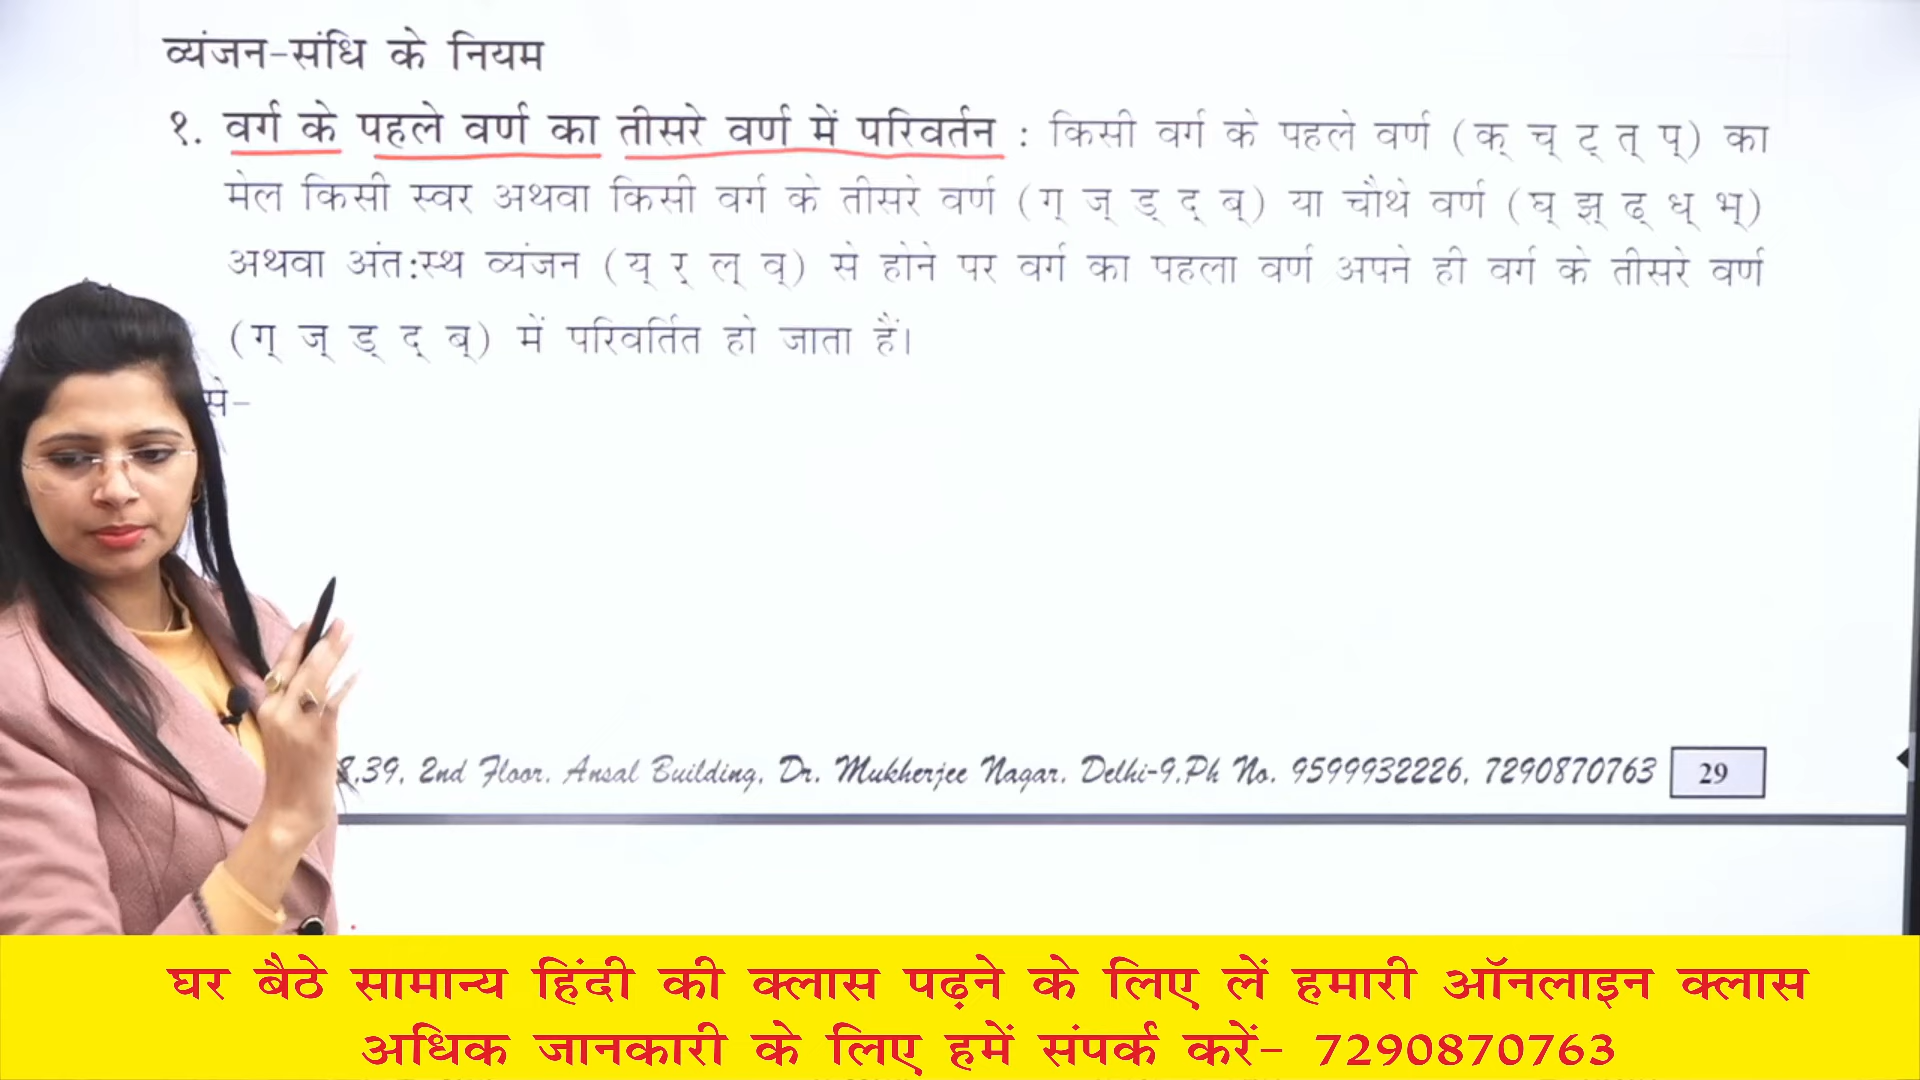 व्यंजन-संधि के नियम
१. वर्ग के पहले वर्ण का तीसरे वर्ण में परिवर्तन : किसी वर्ग के पहले वर्ण (क् च् ट् त् प्) का
मेल किसी स्वर अथवा किसी वर्ग के तीसरे वर्ण (ग् ज् ड् द् ब्) या चौथे वर्ण (घ् झ् ढ् ध् भ्)
अथवा अंत:स्थ व्यंजन (य् र् ल् व्) से होने पर वर्ग का पहला वर्ण अपने ही वर्ग के तीसरे वर्ण
(ग् ज् ड् द् ब्) में परिवर्तित हो जाता हैं।
से-
39, 2nd Floor, Ansal Building, Dr. Mukherjee Nagar, Delhi-9,Ph No. 9599932226, 7290870763 29
घर बैठे सामान्य हिंदी की क्लास पढ़ने के लिए लें हमारी ऑनलाइन क्लास
अधिक जानकारी के लिए हमें संपर्क करें- 7290870763